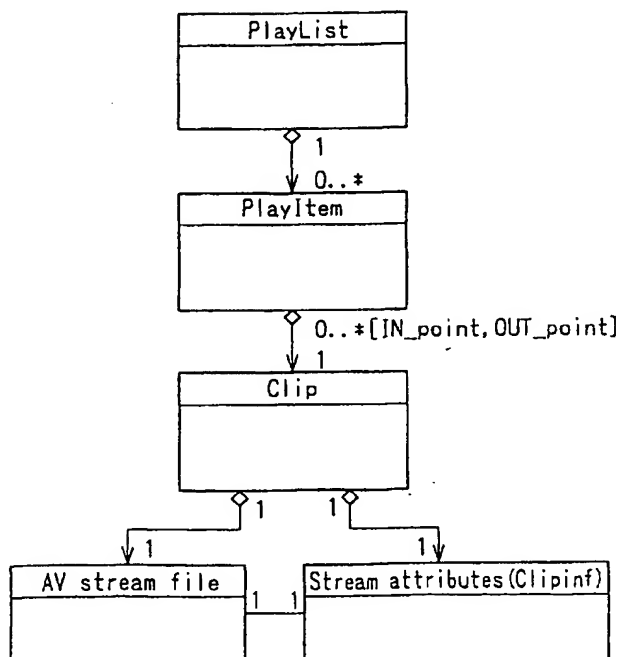 PlayList
1
0..*
PlayItem
0..*[IN_point,OUT_point]
1
Clip
1
1
1
1
AV stream file
Stream attributes(Clipinf)
1
1